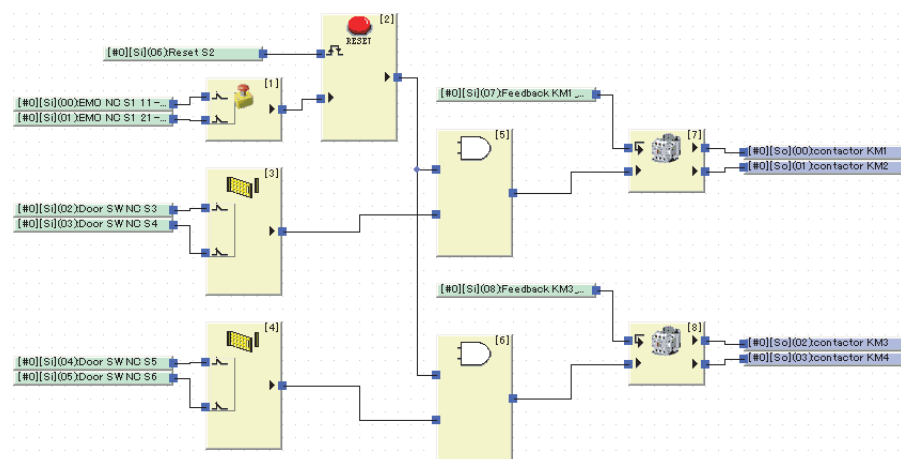 [2]
RESET
[#0][Si](06):Reset S2
[1]
[#0][Si](00):EMO NC S1 11-...
[#0][Si](01):EMO NC S1 21-...
[#0][Si](07):Feedback KM1_...
[5]
[7]
[#0][So](00):contactor KM1
[#0][So](01):contactor KM2
[3]
[#0][Si](02):Door SW NC S3
[#0][Si](03):Door SW NC S4
[#0][Si](08):Feedback KM3_...
[4]
[6]
[8]
[#0][So](02):contactor KM3
[#0][So](03):contactor KM4
[#0][Si](04):Door SW NC S5
[#0][Si](05):Door SW NC S6